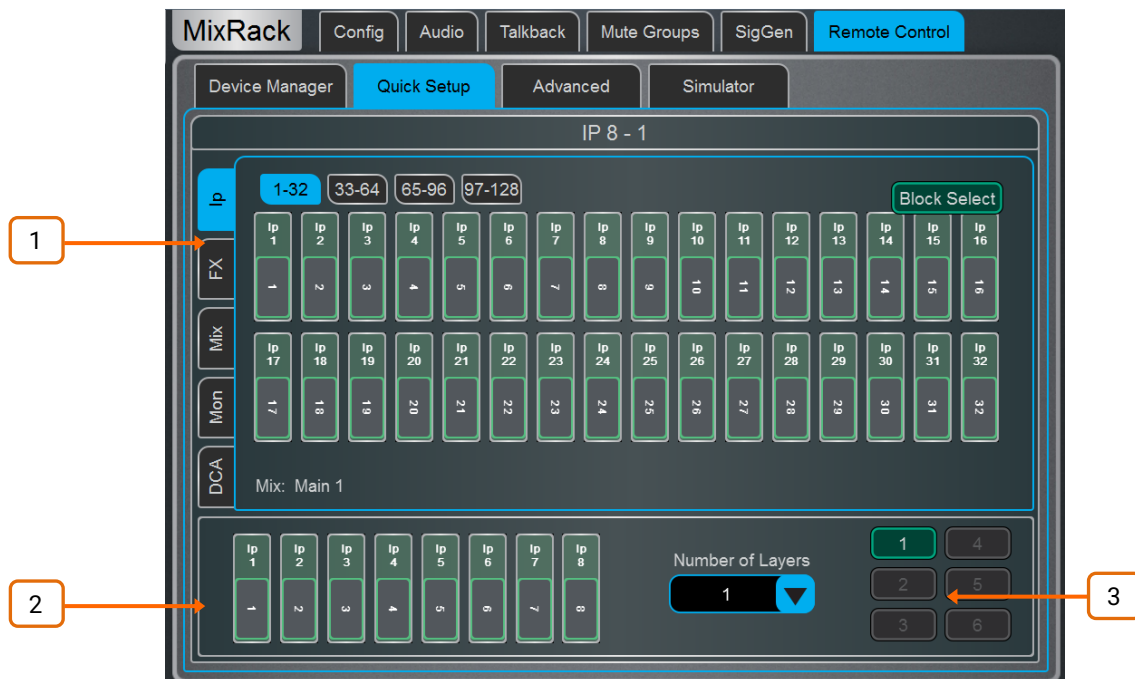 MixRack Config Audio Talkback Mute Groups SigGen Remote Control
Device Manager Quick Setup Advanced Simulator
IP 8 - 1
Ip
FX
Mix
Mon
DCA
1-32 33-64 65-96 97-128
Block Select
Ip Ip Ip Ip Ip Ip Ip Ip Ip Ip Ip Ip Ip Ip Ip Ip
1 2 3 4 5 6 7 8 9 10 11 12 13 14 15 16
1 2 3 4 5 6 7 8 9 10 11 12 13 14 15 16
Ip Ip Ip Ip Ip Ip Ip Ip Ip Ip Ip Ip Ip Ip Ip Ip
17 18 19 20 21 22 23 24 25 26 27 28 29 30 31 32
17 18 19 20 21 22 23 24 25 26 27 28 29 30 31 32
Mix: Main 1
Ip Ip Ip Ip Ip Ip Ip Ip
1 2 3 4 5 6 7 8
1 2 3 4 5 6 7 8
Number of Layers
1
1 4
2 5
3 6
1
2
3